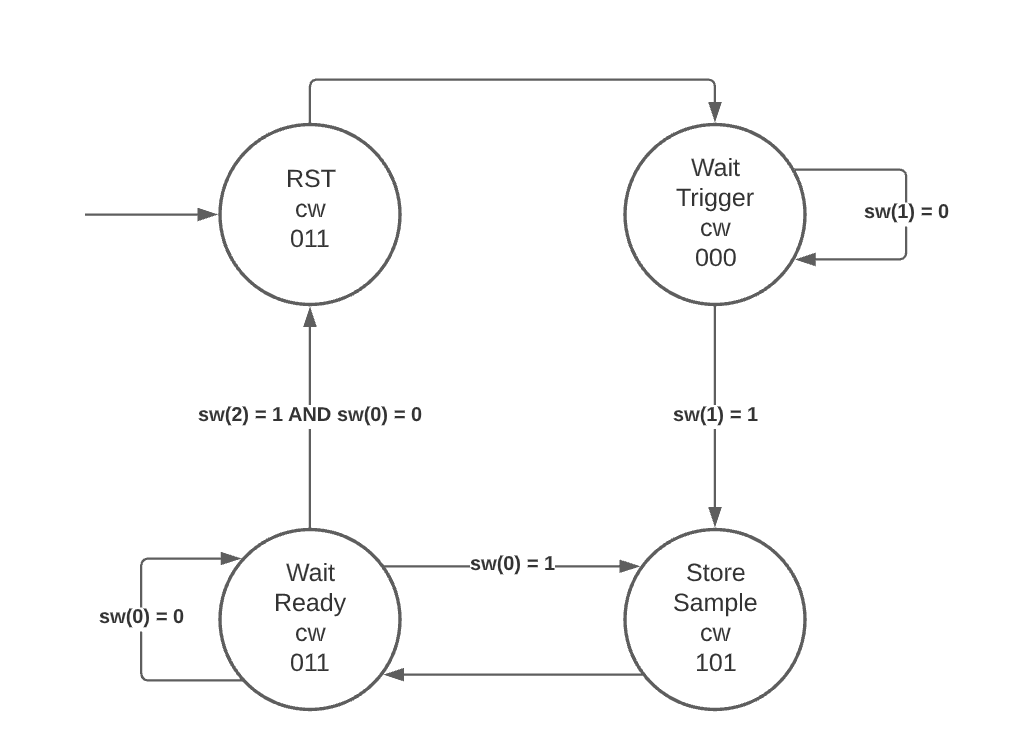 RST
cw
011
Wait
Trigger
cw
000
sw(1) = 0
sw(2) = 1 AND sw(0) = 0
sw(1) = 1
Wait
Ready
cw
011
sw(0) = 1
Store
Sample
cw
101
sw(0) = 0